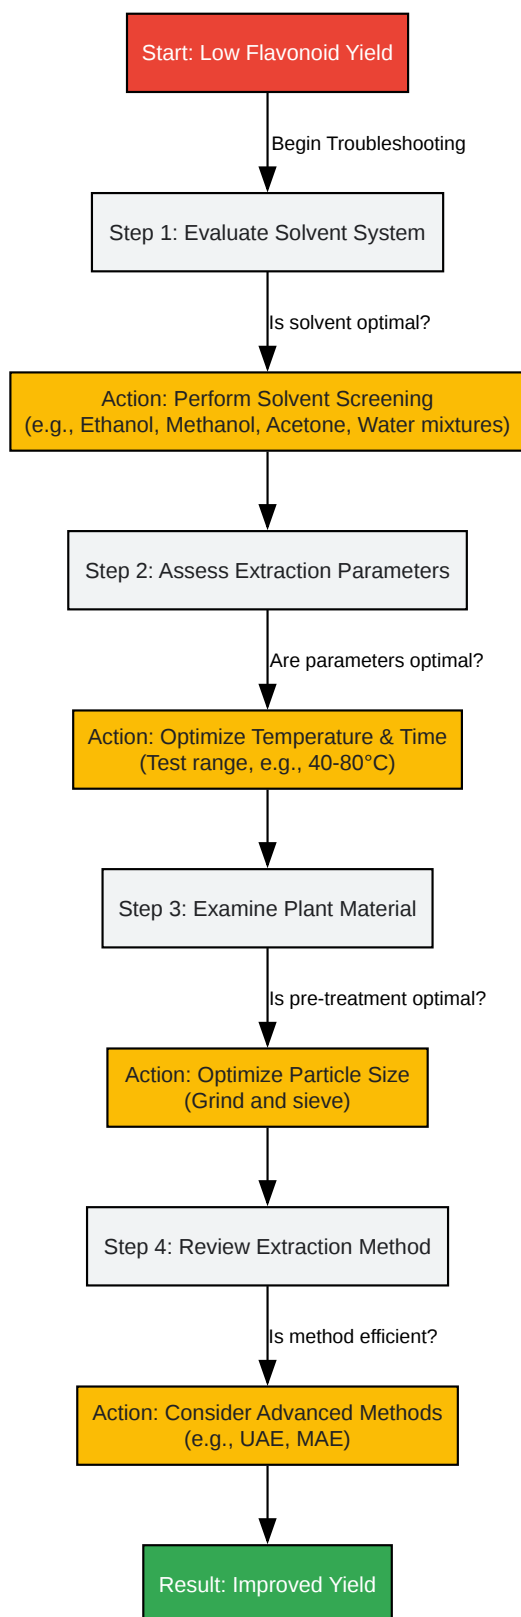 Start: Low Flavonoid Yield
Begin Troubleshooting
Step 1: Evaluate Solvent System
Is solvent optimal?
Action: Perform Solvent Screening
(e.g., Ethanol, Methanol, Acetone, Water mixtures)
Step 2: Assess Extraction Parameters
Are parameters optimal?
Action: Optimize Temperature & Time
(Test range, e.g., 40-80°C)
Step 3: Examine Plant Material
Is pre-treatment optimal?
Action: Optimize Particle Size
(Grind and sieve)
Step 4: Review Extraction Method
Is method efficient?
Action: Consider Advanced Methods
(e.g., UAE, MAE)
Result: Improved Yield